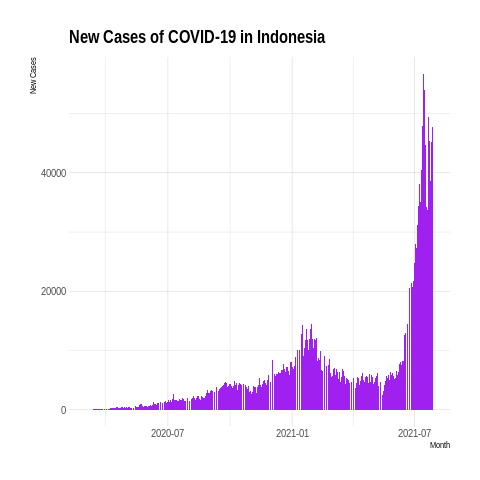 New Cases of COVID-19 in Indonesia
New Cases
40000
20000
0
2020-07 2021-01 2021-07
Month